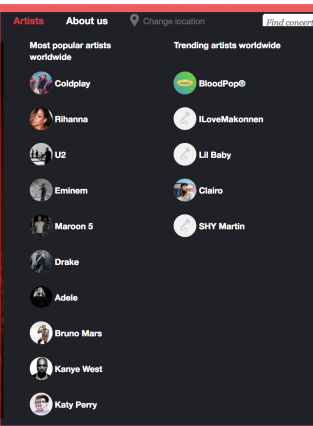 Artists
About us
Change location
Find concert
Most popular artists
worldwide
Coldplay
Rihanna
U2
Eminem
Maroon 5
Drake
Adele
Bruno Mars
Kanye West
Katy Perry
Trending artists worldwide
BloodPop®
ILoveMakonnen
Lil Baby
Clairo
SHY Martin